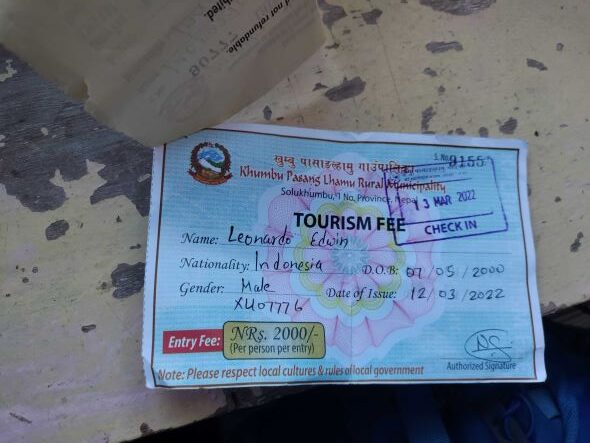 d not refundable.
bited.
57706
खुम्बु पासाङल्हामु गाउँपालिका
Khumbu Pasang Lhamu Rural Municipality
Solukhumbu, 1 No. Province, Nepal
S. No. 9155
13 MAR 2022
CHECK IN
TOURISM FEE
Name: Leonardo Edwin
Nationality: Indonesia D.O.B: 07/05/2000
Gender: Male Date of Issue: 12/03/2022
Entry Fee: NRs. 2000/-
(Per person per entry)
Authorized Signature
Note: Please respect local cultures & rules of local government